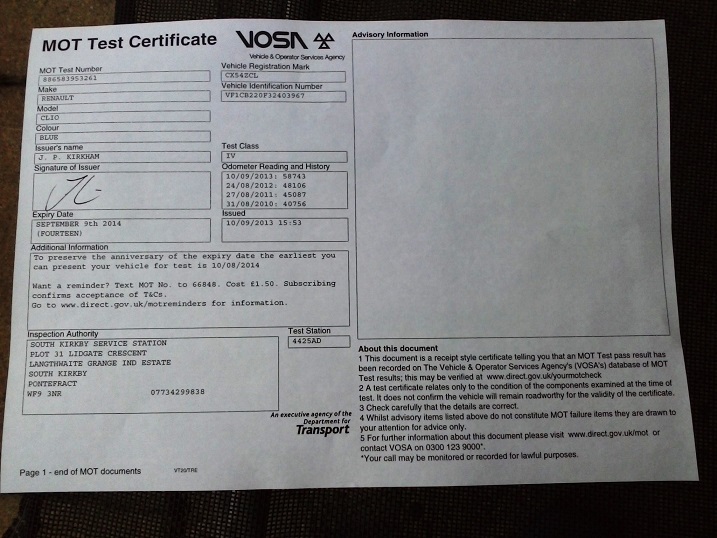 MOT Test Certificate
VOSA
Vehicle & Operator Services Agency
MOT Test Number
886583953261
Make
RENAULT
Model
CLIO
Colour
BLUE
Issuer's name
J. P. KIRKHAM
Signature of Issuer
Expiry Date
SEPTEMBER 9th 2014
(FOURTEEN)
Vehicle Registration Mark
CX54ZCL
Vehicle Identification Number
VF1CB220F32403967
Test Class
IV
Odometer Reading and History
10/09/2013: 58743
24/08/2012: 48106
27/08/2011: 45087
31/08/2010: 40756
Issued
10/09/2013 15:53
Additional Information
To preserve the anniversary of the expiry date the earliest you
can present your vehicle for test is 10/08/2014
Want a reminder? Text MOT No. to 66848. Cost £1.50. Subscribing
confirms acceptance of T&Cs.
Go to www.direct.gov.uk/motreminders for information.
Inspection Authority
SOUTH KIRKBY SERVICE STATION
PLOT 31 LIDGATE CRESCENT
LANGTHWAITE GRANGE IND ESTATE
SOUTH KIRKBY
PONTEFRACT
WF9 3NR 07734299838
Test Station
4425AD
An executive agency of the
Department for
Transport
Page 1 - end of MOT documents
VT20/TRE
Advisory Information
About this document
1 This document is a receipt style certificate telling you that an MOT Test pass result has
been recorded on The Vehicle & Operator Services Agency's (VOSA's) database of MOT
Test results; this may be verified at www.direct.gov.uk/yourmotcheck
2 A test certificate relates only to the condition of the components examined at the time of
test. It does not confirm the vehicle will remain roadworthy for the validity of the certificate.
3 Check carefully that the details are correct.
4 Whilst advisory items listed above do not constitute MOT failure items they are drawn to
your attention for advice only.
5 For further information about this document please visit www.direct.gov.uk/mot or
contact VOSA on 0300 123 9000*.
*Your call may be monitored or recorded for lawful purposes.